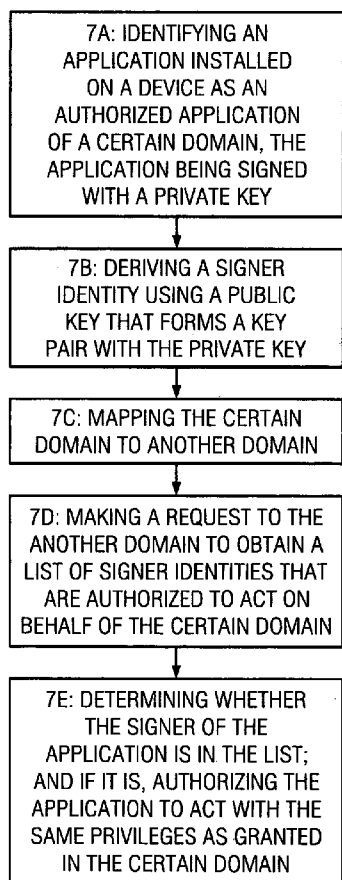 7A: IDENTIFYING AN
APPLICATION INSTALLED
ON A DEVICE AS AN
AUTHORIZED APPLICATION
OF A CERTAIN DOMAIN, THE
APPLICATION BEING SIGNED
WITH A PRIVATE KEY
7B: DERIVING A SIGNER
IDENTITY USING A PUBLIC
KEY THAT FORMS A KEY
PAIR WITH THE PRIVATE KEY
7C: MAPPING THE CERTAIN
DOMAIN TO ANOTHER DOMAIN
7D: MAKING A REQUEST TO THE
ANOTHER DOMAIN TO OBTAIN A
LIST OF SIGNER IDENTITIES THAT
ARE AUTHORIZED TO ACT ON
BEHALF OF THE CERTAIN DOMAIN
7E: DETERMINING WHETHER
THE SIGNER OF THE
APPLICATION IS IN THE LIST;
AND IF IT IS, AUTHORIZING THE
APPLICATION TO ACT WITH THE
SAME PRIVILEGES AS GRANTED
IN THE CERTAIN DOMAIN